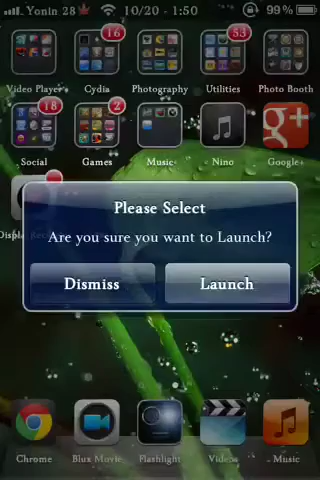 Yonin 28 10/20 - 1:50 99%
16 53
Video Player Cydia Photography Utilities Photo Booth
18 2
Social Games Music Nino Google+
Please Select
Are you sure you want to Launch?
Dismiss Launch
Chrome Blux Movie Flashlight Videos Music